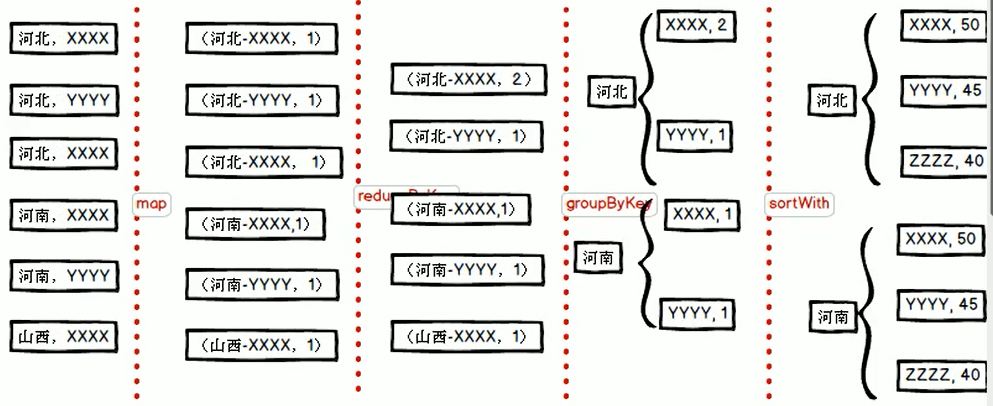 河北，XXXX
河北，YYYY
河北，XXXX
河南，XXXX
河南，YYYY
山西，XXXX
map
（河北-XXXX，1）
（河北-YYYY，1）
（河北-XXXX，1）
（河南-XXXX,1）
（河南-YYYY，1）
（山西-XXXX，1）
（河北-XXXX，2）
（河北-YYYY，1）
（河南-XXXX,1）
（河南-YYYY，1）
（山西-XXXX，1）
groupByKey
河北
XXXX, 2
YYYY, 1
河南
XXXX, 1
YYYY, 1
sortWith
河北
XXXX, 50
YYYY, 45
ZZZZ, 40
河南
XXXX, 50
YYYY, 45
ZZZZ, 40